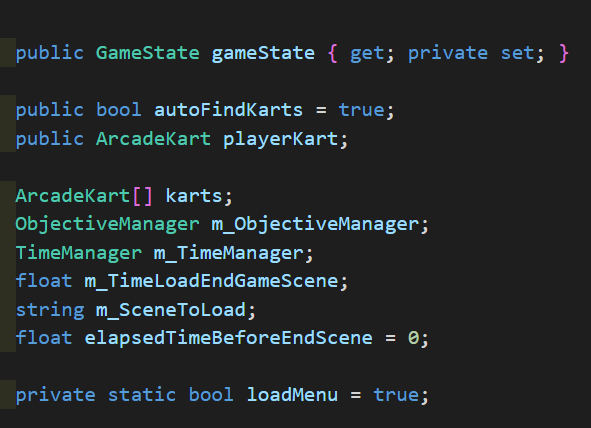 public GameState gameState { get; private set; }
public bool autoFindKarts = true;
public ArcadeKart playerKart;
ArcadeKart[] karts;
ObjectiveManager m_ObjectiveManager;
TimeManager m_TimeManager;
float m_TimeLoadEndGameScene;
string m_SceneToLoad;
float elapsedTimeBeforeEndScene = 0;
private static bool loadMenu = true;